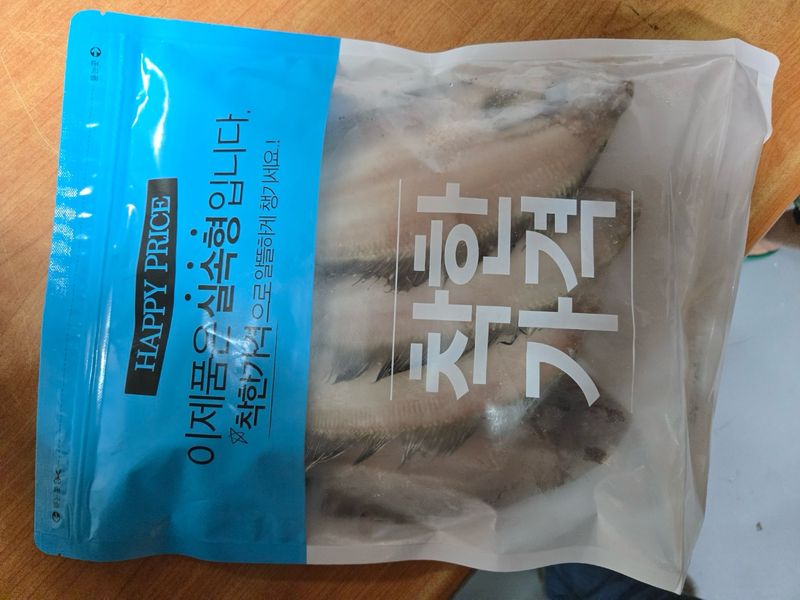 HAPPY PRICE
이제품은 실속형 입니다.
착한가격으로 알뜰하게 챙기세요.!
착한
가격